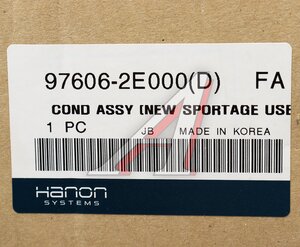 97606-2E000(D) FA
COND ASSY (NEW SPORTAGE USE
1 PC JB MADE IN KOREA
Hanon
SYSTEMS